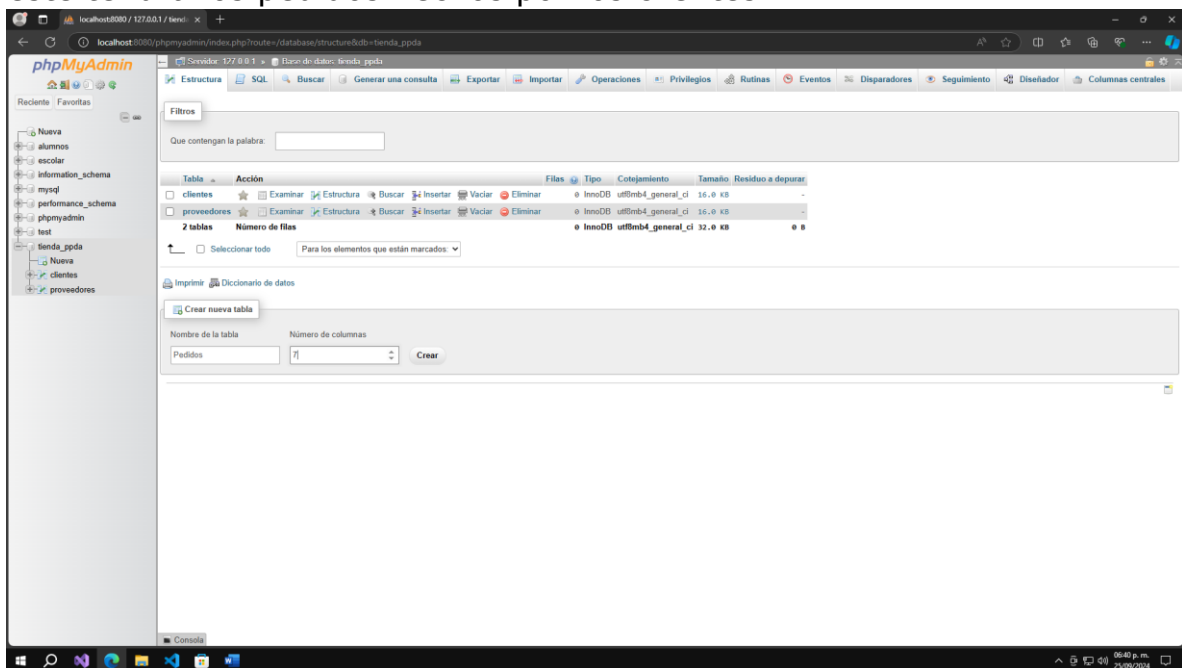 localhost:8080 / 127.0.0.1 / tienda
localhost:8080/phpmyadmin/index.php?route=/database/structure&db=tienda_ppda
phpMyAdmin
Reciente Favoritas
Nueva
alumnos
escolar
information_schema
mysql
performance_schema
phpmyadmin
test
tienda_ppda
Nueva
clientes
proveedores
Servidor: 127.0.0.1 » Base de datos: tienda_ppda
Estructura SQL Buscar Generar una consulta Exportar Importar Operaciones Privilegios Rutinas Eventos Disparadores Seguimiento Diseñador Columnas centrales
Filtros
Que contengan la palabra:
Tabla Acción Filas Tipo Cotejamiento Tamaño Residuo a depurar
clientes Examinar Estructura Buscar Insertar Vaciar Eliminar 0 InnoDB utf8mb4_general_ci 16.0 KB -
proveedores Examinar Estructura Buscar Insertar Vaciar Eliminar 0 InnoDB utf8mb4_general_ci 16.0 KB -
2 tablas Número de filas 0 InnoDB utf8mb4_general_ci 32.0 KB 0 B
Seleccionar todo Para los elementos que están marcados:
Imprimir Diccionario de datos
Crear nueva tabla
Nombre de la tabla Número de columnas
Pedidos 7 Crear
Consola
06:40 p. m.
25/09/2024